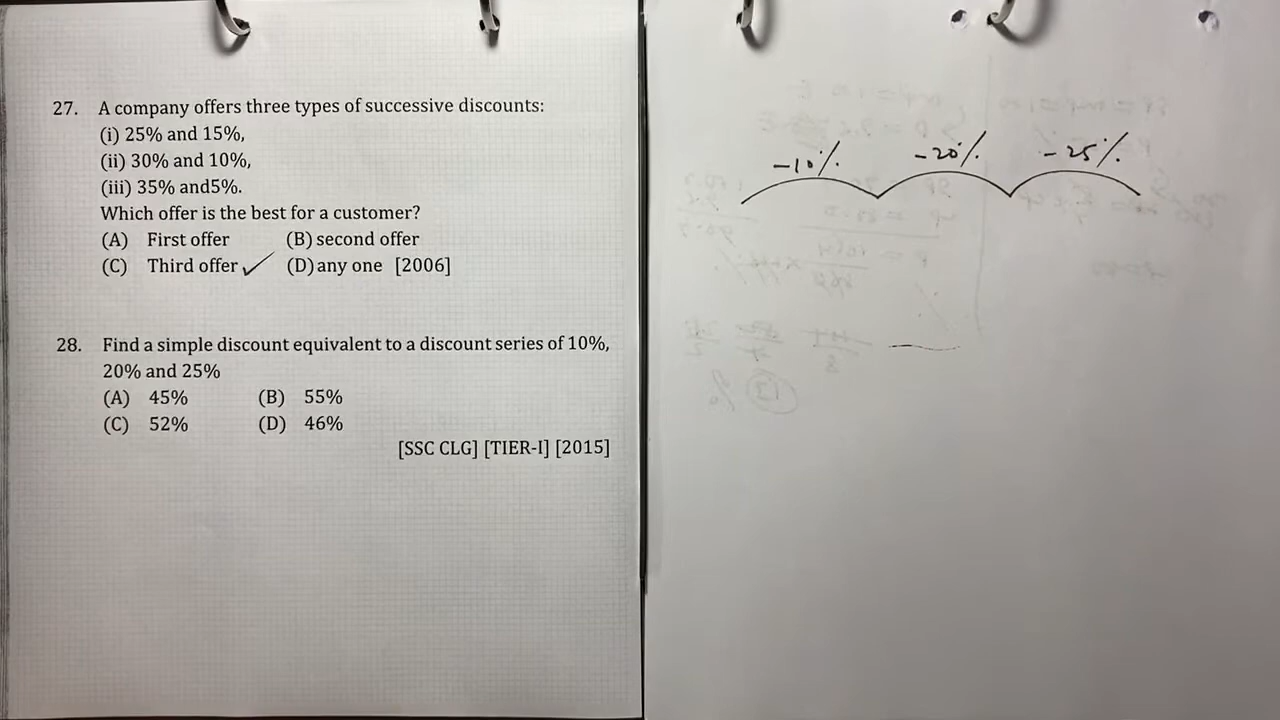 27. A company offers three types of successive discounts:
(i) 25% and 15%,
(ii) 30% and 10%,
(iii) 35% and5%.
Which offer is the best for a customer?
(A) First offer (B) second offer
(C) Third offer ✓ (D) any one [2006]
28. Find a simple discount equivalent to a discount series of 10%,
20% and 25%
(A) 45% (B) 55%
(C) 52% (D) 46%
[SSC CLG] [TIER-I] [2015]
-10% -20% -25%